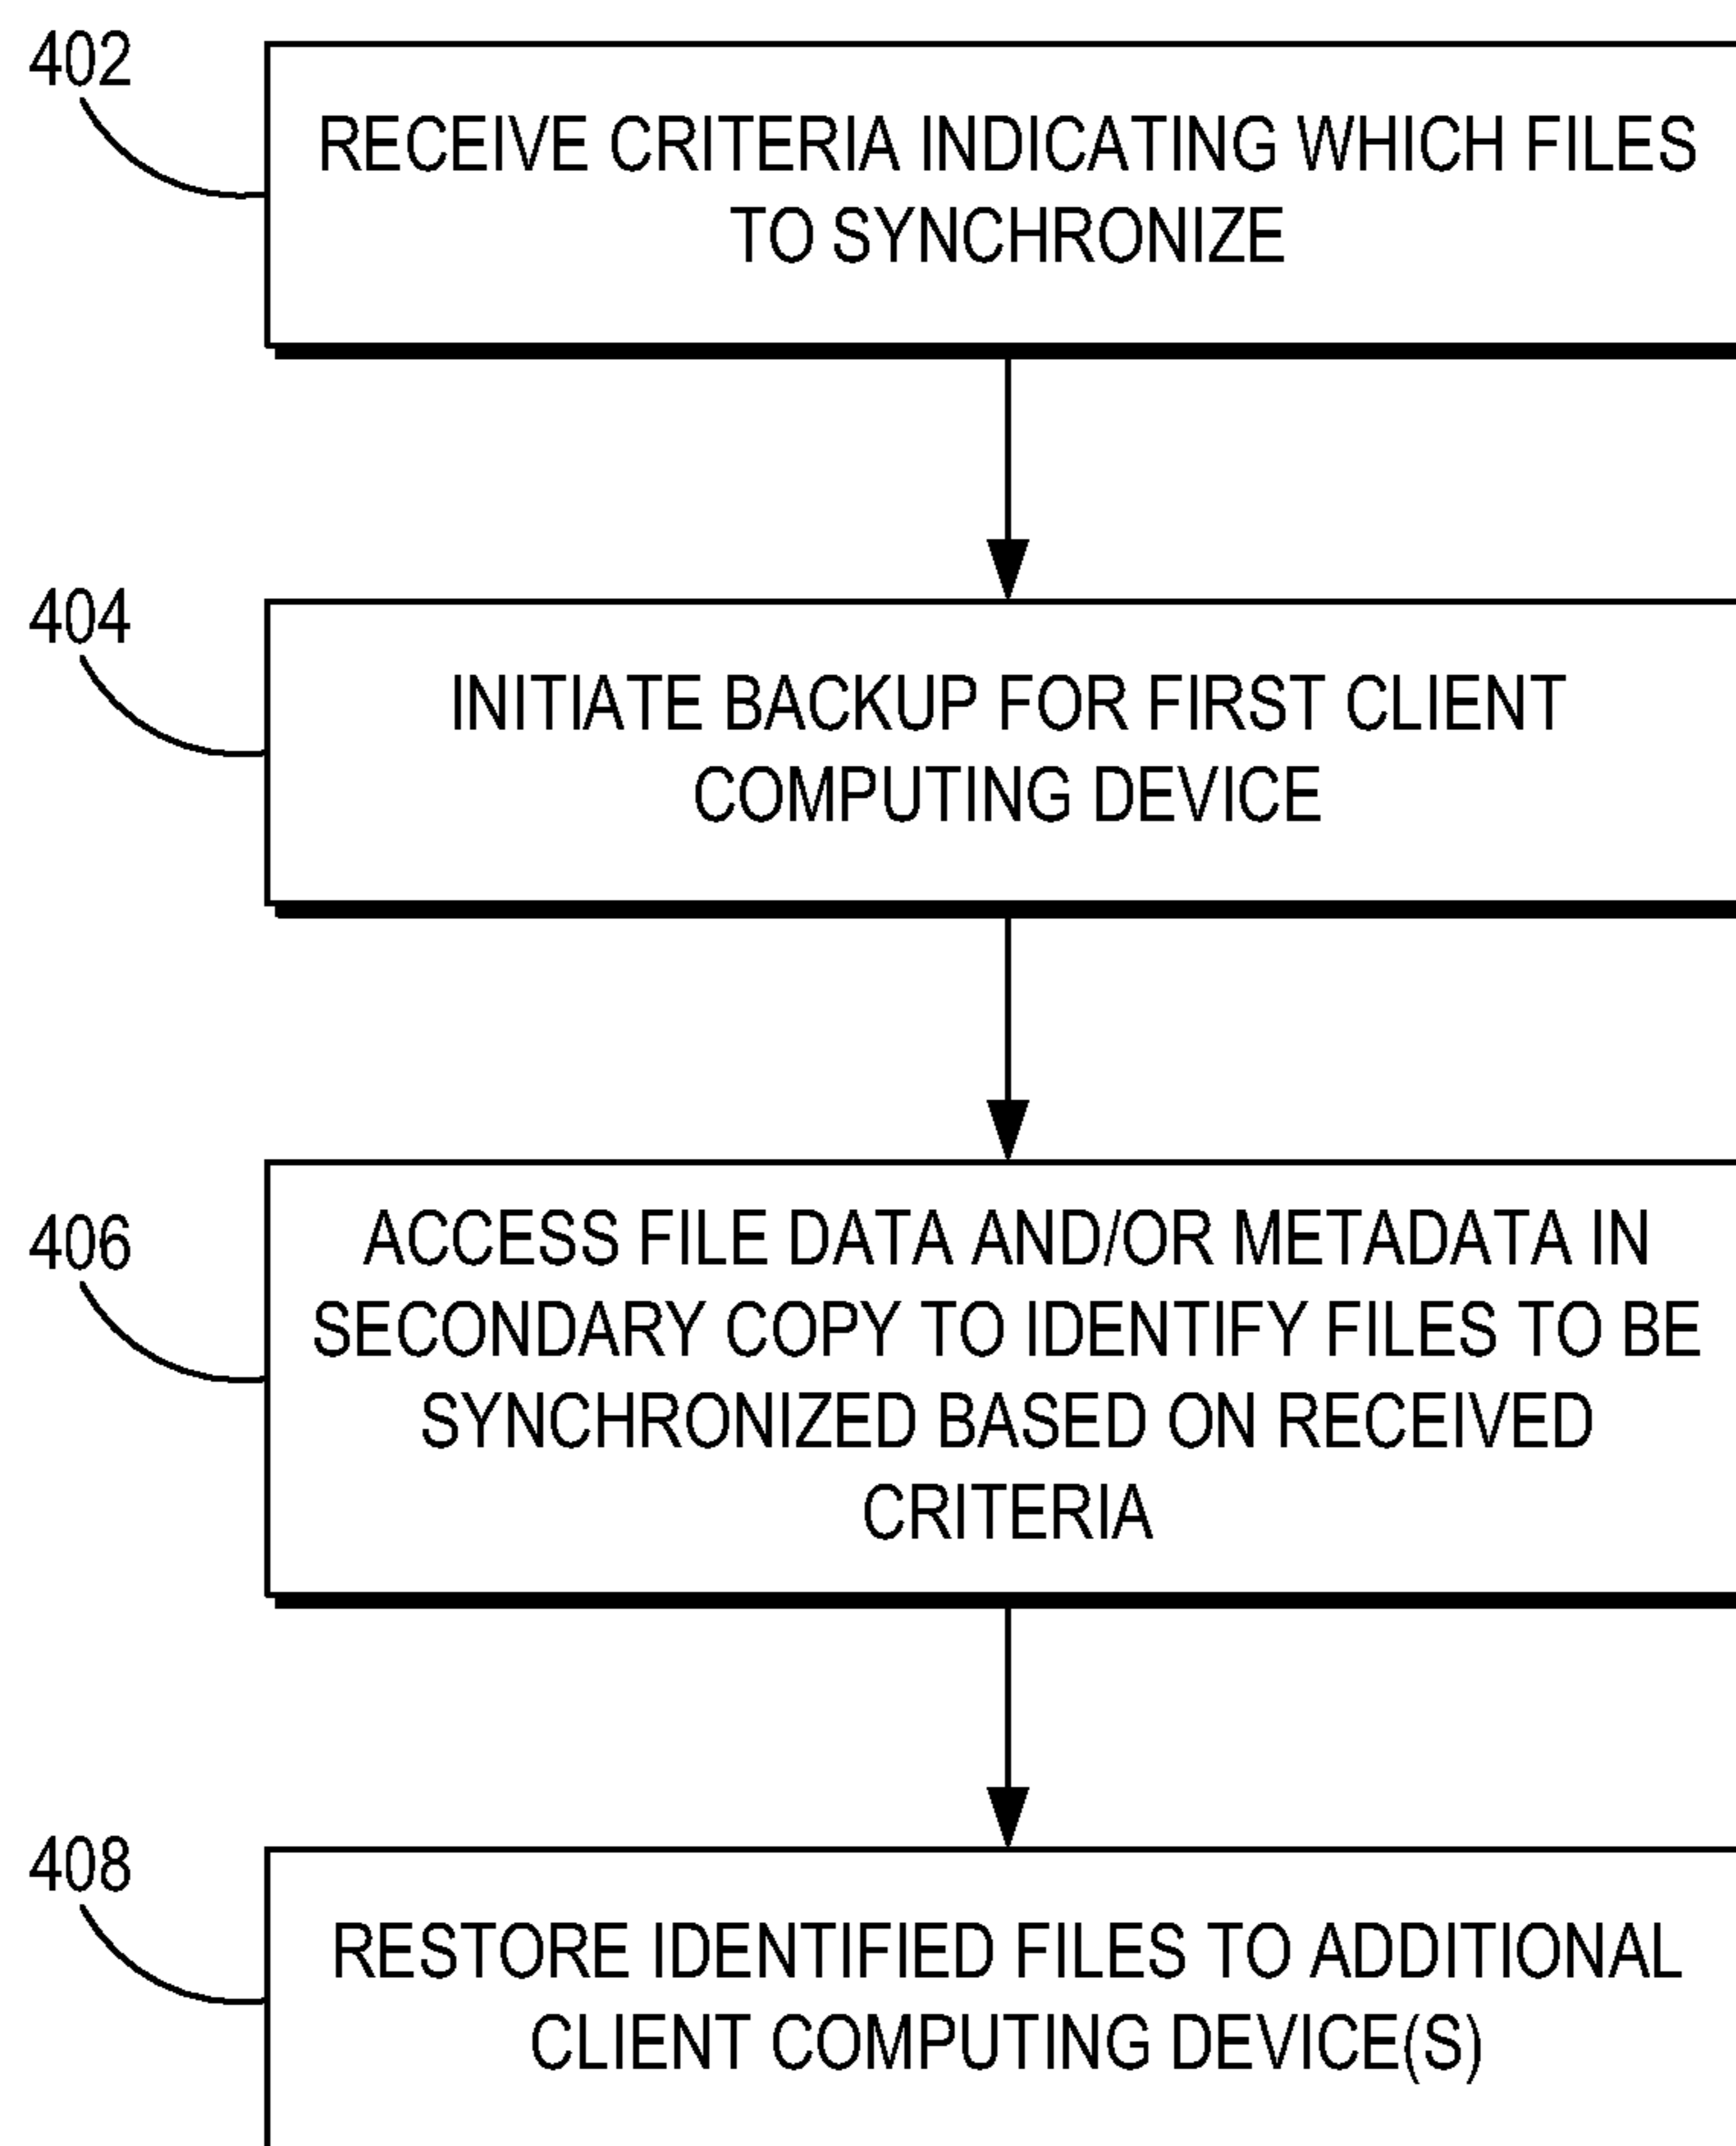 402
RECEIVE CRITERIA INDICATING WHICH FILES
TO SYNCHRONIZE
404
INITIATE BACKUP FOR FIRST CLIENT
COMPUTING DEVICE
406
ACCESS FILE DATA AND/OR METADATA IN
SECONDARY COPY TO IDENTIFY FILES TO BE
SYNCHRONIZED BASED ON RECEIVED
CRITERIA
408
RESTORE IDENTIFIED FILES TO ADDITIONAL
CLIENT COMPUTING DEVICE(S)